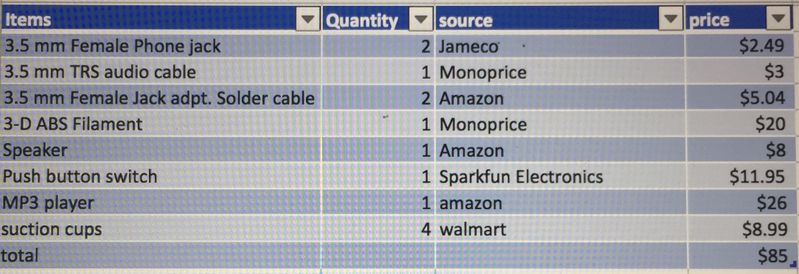 Items Quantity source price
3.5 mm Female Phone jack 2 Jameco $2.49
3.5 mm TRS audio cable 1 Monoprice $3
3.5 mm Female Jack adpt. Solder cable 2 Amazon $5.04
3-D ABS Filament 1 Monoprice $20
Speaker 1 Amazon $8
Push button switch 1 Sparkfun Electronics $11.95
MP3 player 1 amazon $26
suction cups 4 walmart $8.99
total $85